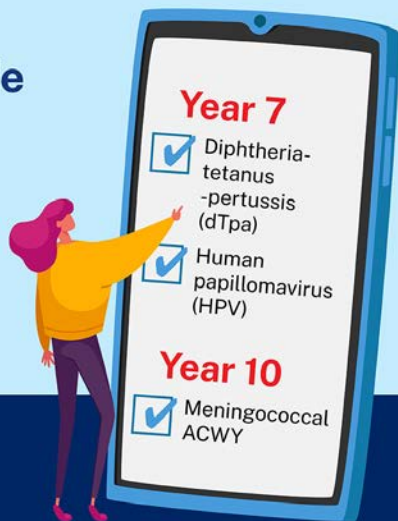 e
Year 7
Diphtheria-
tetanus
-pertussis
(dTpa)
Human
papillomavirus
(HPV)
Year 10
Meningococcal
ACWY